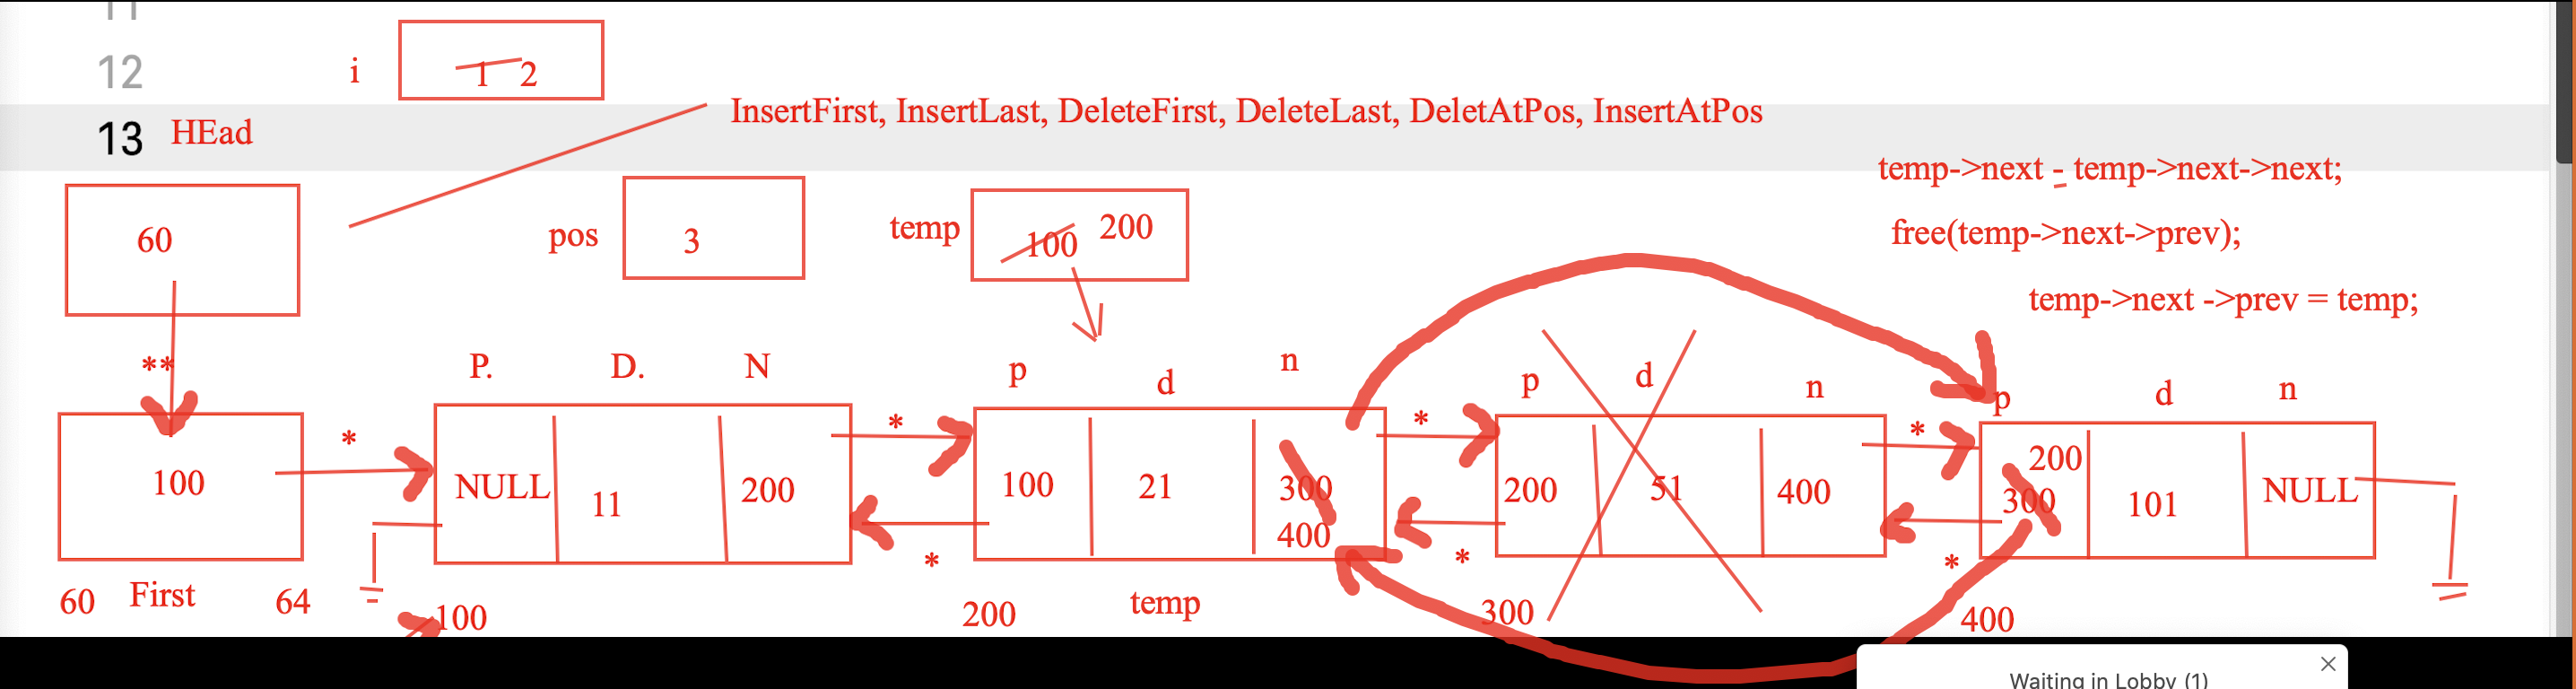 11
12 i 1 2
InsertFirst, InsertLast, DeleteFirst, DeleteLast, DeletAtPos, InsertAtPos
13 HEad
temp->next - temp->next->next;
60 pos 3 temp 100 200
free(temp->next->prev);
temp->next ->prev = temp;
** P. D. N p d n p d n p d n
* * * *
100 NULL 11 200 100 21 300 400 200 51 400 200 300 101 NULL
* * *
60 First 64 100 200 temp 300 400
Waiting in Lobby (1)